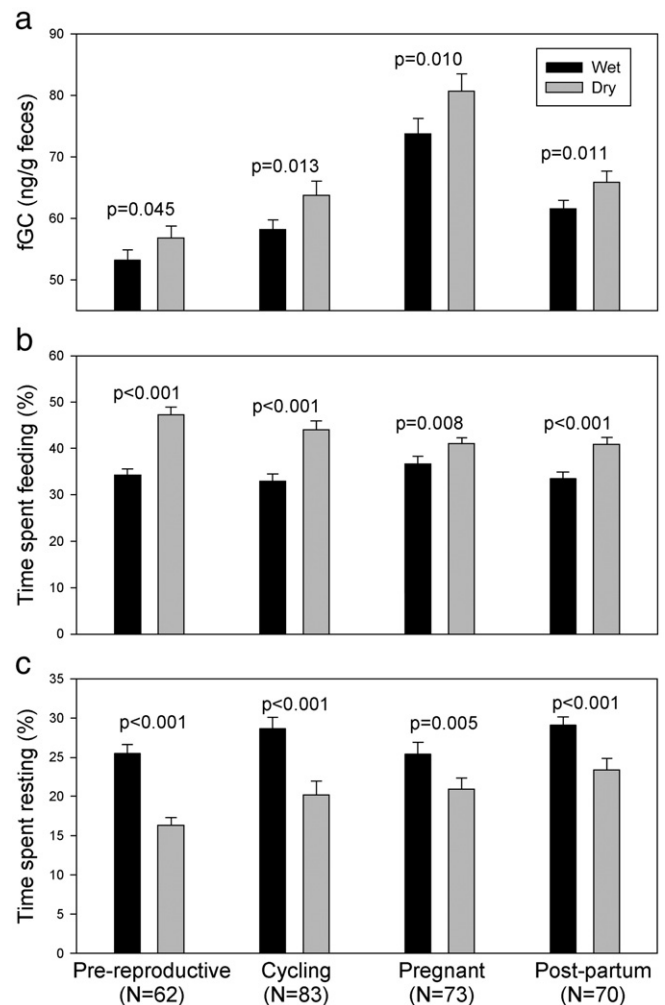 a
90
80
70
60
50
fGC (ng/g feces)
p=0.045
p=0.013
p=0.010
p=0.011
Wet
Dry
b
60
50
40
30
20
10
0
Time spent feeding (%)
p<0.001
p<0.001
p=0.008
p<0.001
c
35
30
25
20
15
10
5
0
Time spent resting (%)
p<0.001
p<0.001
p=0.005
p<0.001
Pre-reproductive
(N=62)
Cycling
(N=83)
Pregnant
(N=73)
Post-partum
(N=70)